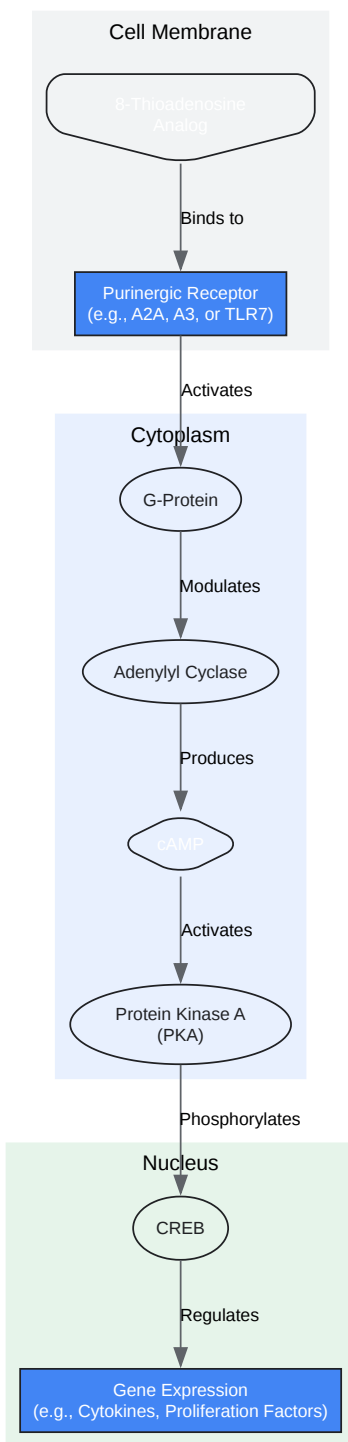 Cell Membrane
8-Thioadenosine
Analog
Binds to
Purinergic Receptor
(e.g., A2A, A3, or TLR7)
Activates
Cytoplasm
G-Protein
Modulates
Adenylyl Cyclase
Produces
cAMP
Activates
Protein Kinase A
(PKA)
Phosphorylates
Nucleus
CREB
Regulates
Gene Expression
(e.g., Cytokines, Proliferation Factors)